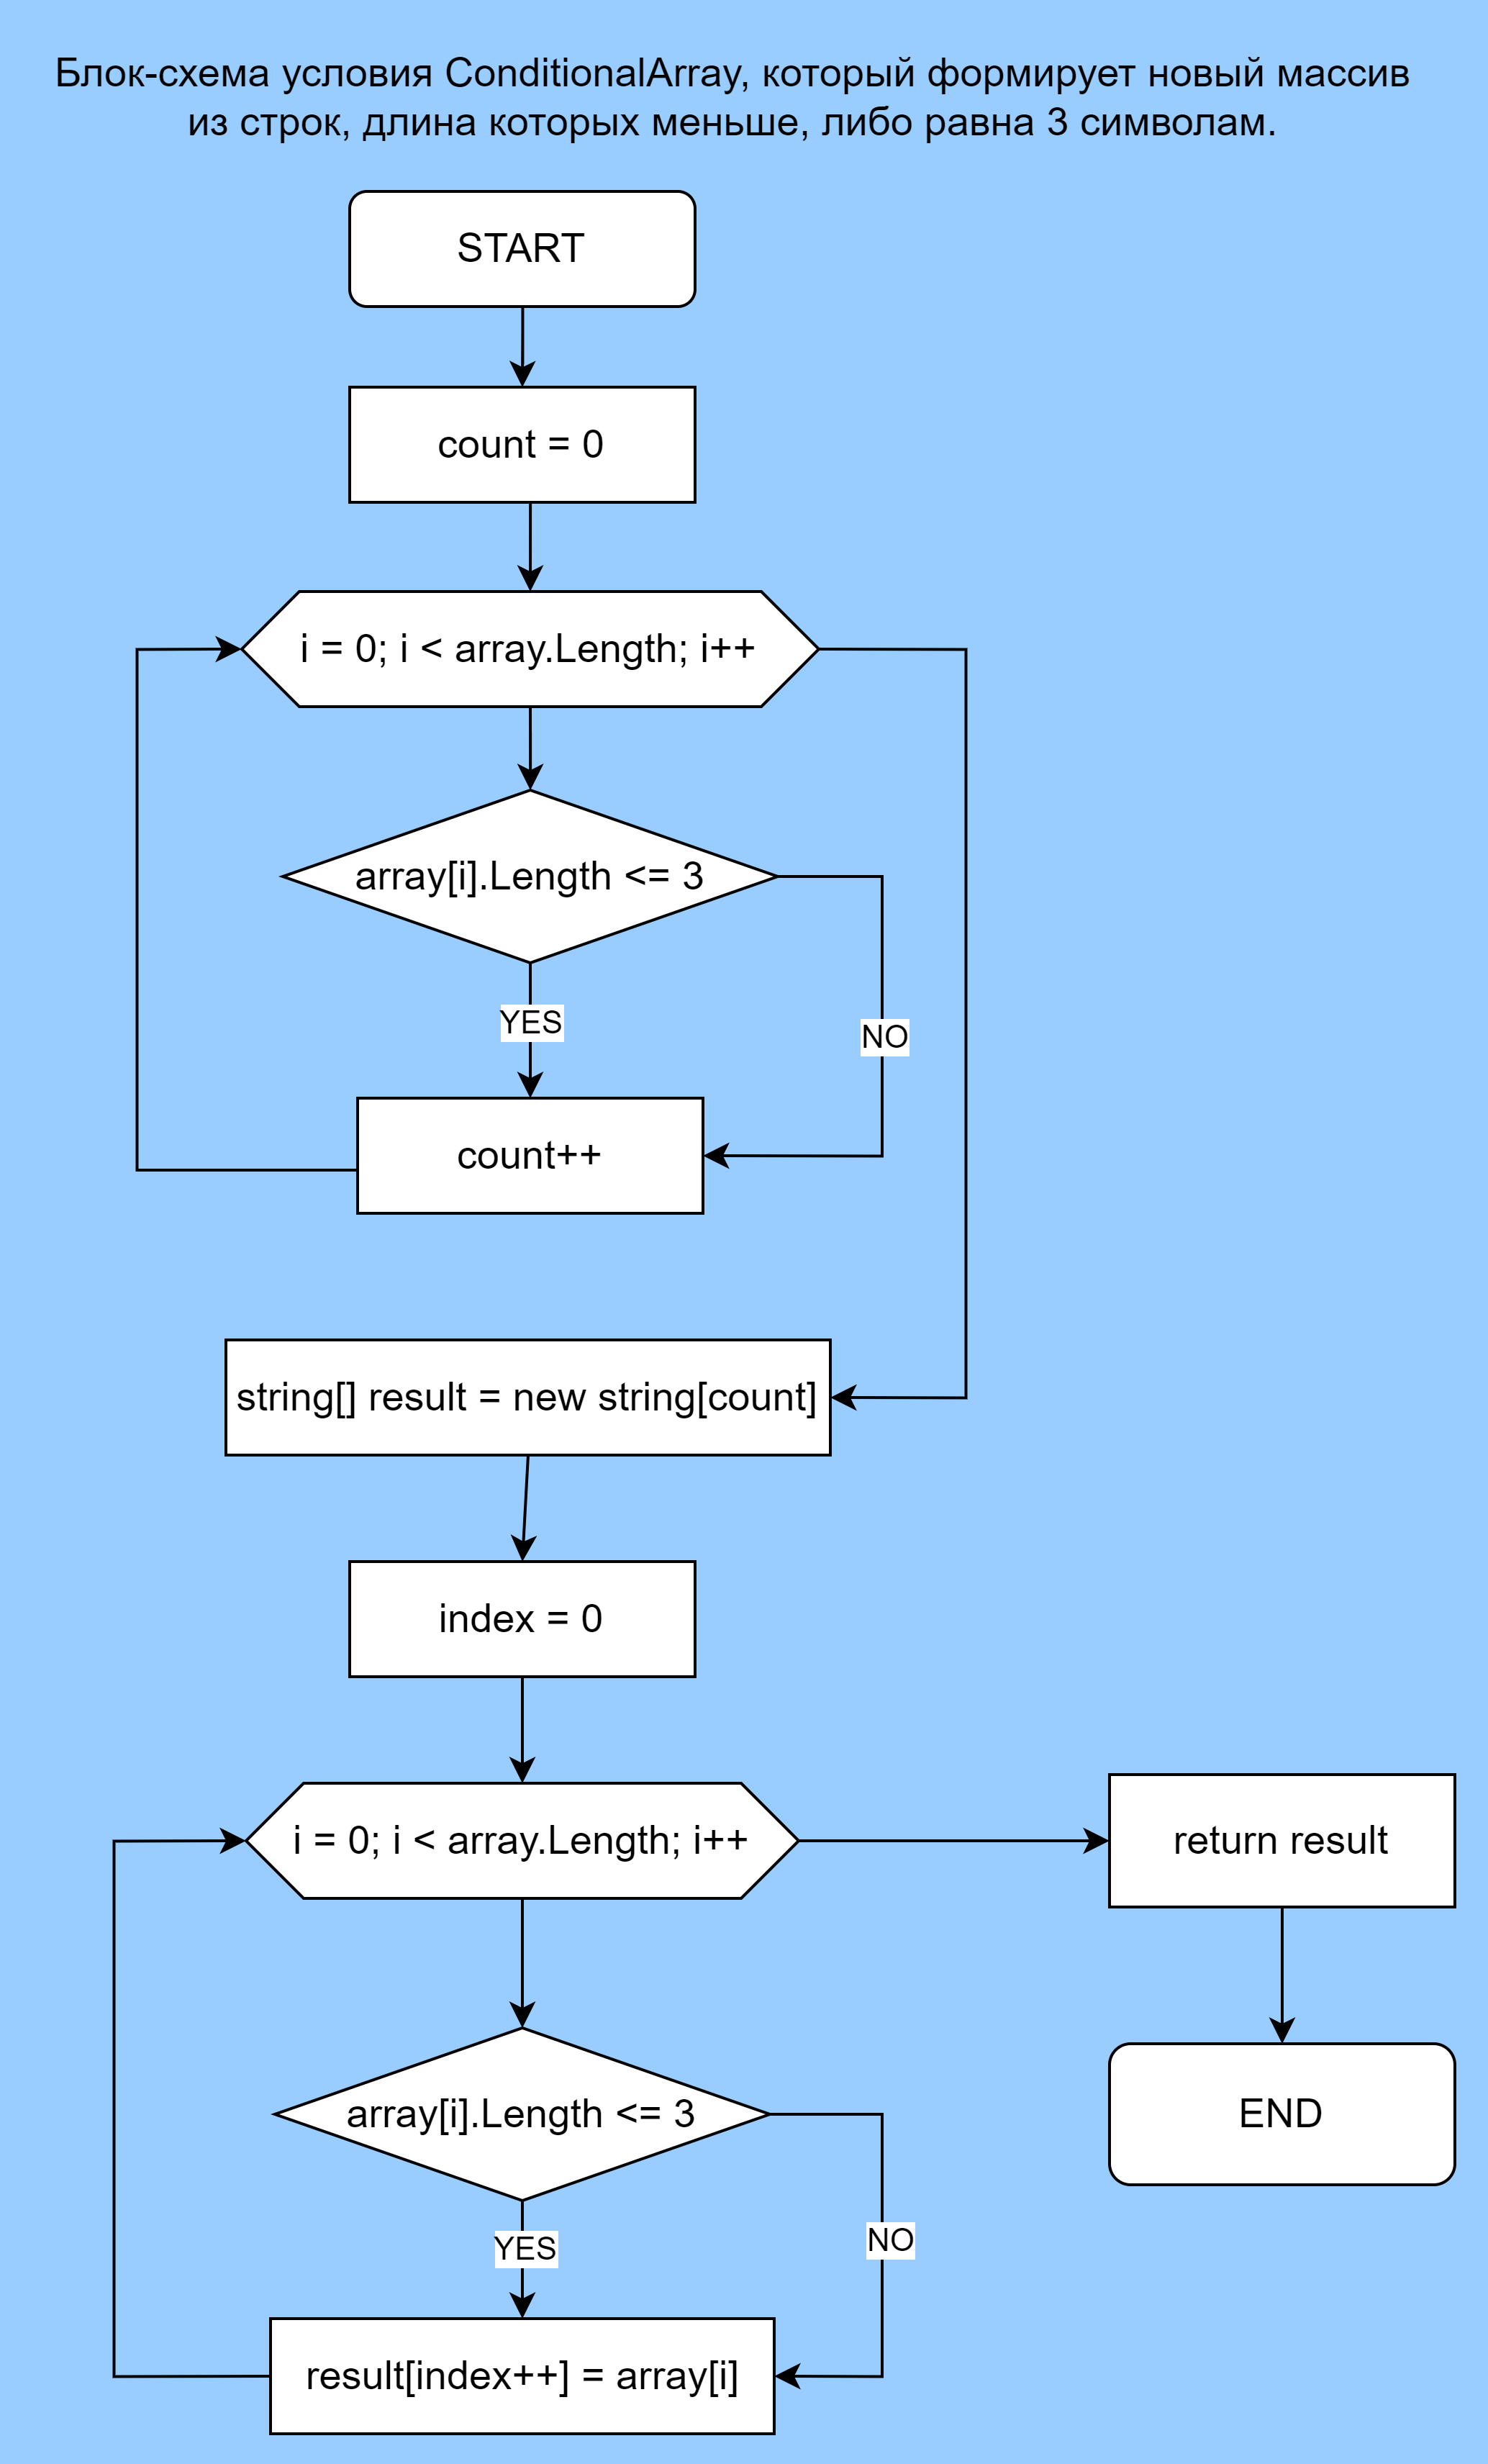 Блок-схема условия ConditionalArray, который формирует новый массив
из строк, длина которых меньше, либо равна 3 символам.
START
count = 0
i = 0; i < array.Length; i++
array[i].Length <= 3
YES
NO
count++
string[] result = new string[count]
index = 0
i = 0; i < array.Length; i++
return result
array[i].Length <= 3
END
YES
NO
result[index++] = array[i]